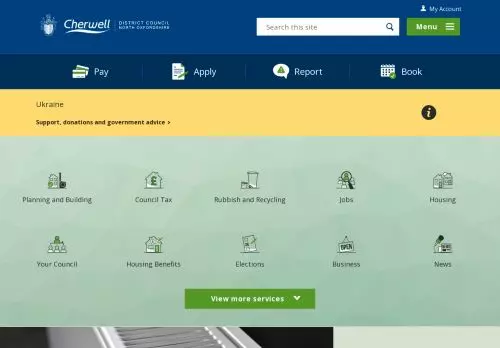 My Account
Cherwell
DISTRICT COUNCIL
NORTH OXFORDSHIRE
Search this site
Menu
Pay
Apply
Report
Book
Ukraine
Support, donations and government advice >
Planning and Building
Council Tax
Rubbish and Recycling
Jobs
Housing
Your Council
Housing Benefits
Elections
Business
News
View more services